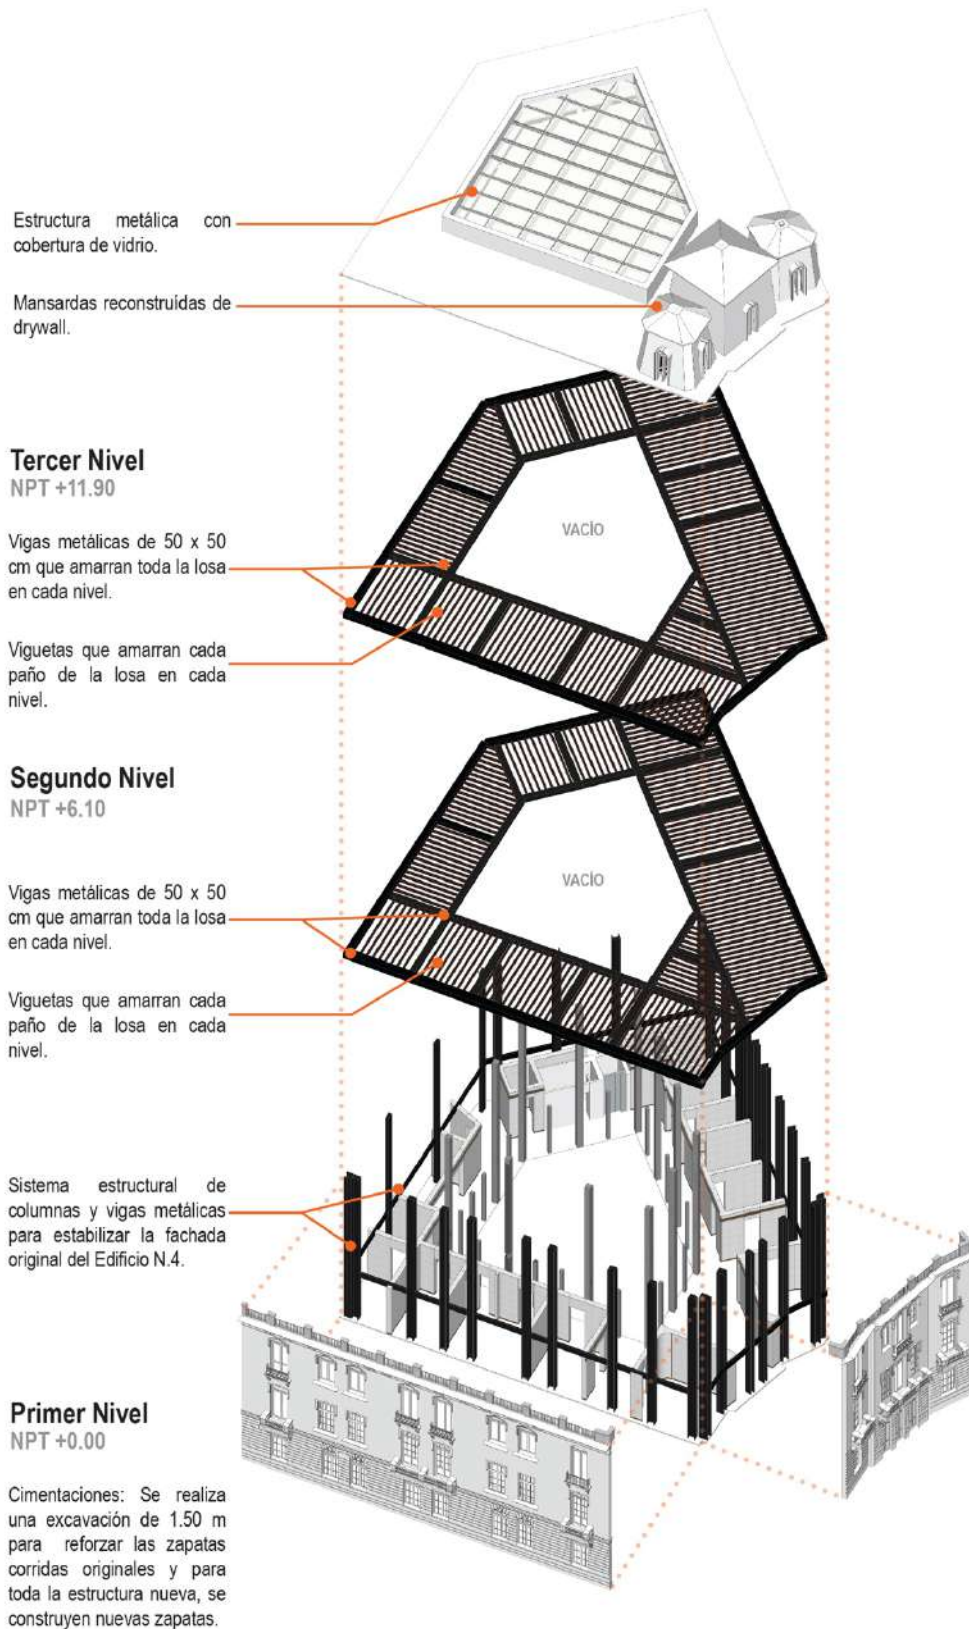 Estructura metálica con
cobertura de vidrio.
Mansardas reconstruidas de
drywall.
Tercer Nivel
NPT +11.90
VACÍO
Vigas metálicas de 50 x 50
cm que amarran toda la losa
en cada nivel.
Viguetas que amarran cada
paño de la losa en cada
nivel.
Segundo Nivel
NPT +6.10
VACÍO
Vigas metálicas de 50 x 50
cm que amarran toda la losa
en cada nivel.
Viguetas que amarran cada
paño de la losa en cada
nivel.
Sistema estructural de
columnas y vigas metálicas
para estabilizar la fachada
original del Edificio N.4.
Primer Nivel
NPT +0.00
Cimentaciones: Se realiza
una excavación de 1.50 m
para reforzar las zapatas
corridas originales y para
toda la estructura nueva, se
construyen nuevas zapatas.